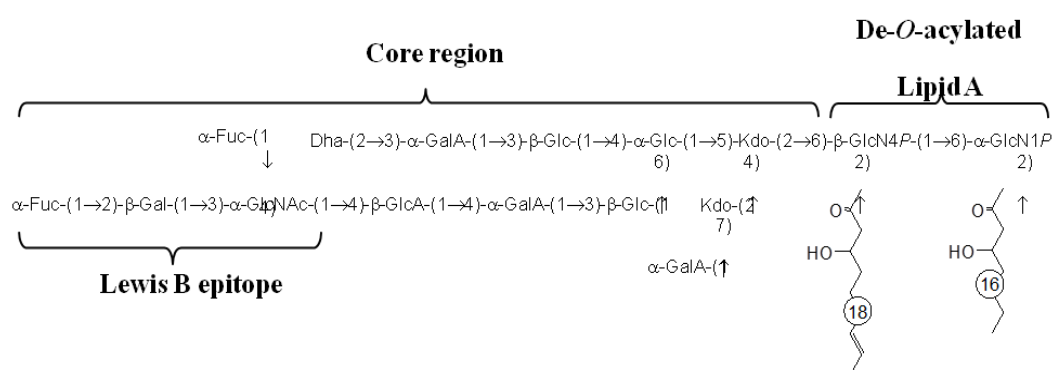 De-O-acylated
Core region
Lipid A
α-Fuc-(1
Dha-(2→3)-α-GalA-(1→3)-β-Glc-(1→4)-α-Glc-(1→5)-Kdo-(2→6)-β-GlcN4P-(1→6)-α-GlcN1P
↓ 6) 4) 2) 2)
4)
α-Fuc-(1→2)-β-Gal-(1→3)-α-GlcNAc-(1→4)-β-GlcA-(1→4)-α-GalA-(1→3)-β-Glc-(1↑ Kdo-(2↑ O ↑ O ↑
7)
HO HO
α-GalA-(1↑
Lewis B epitope
16
18